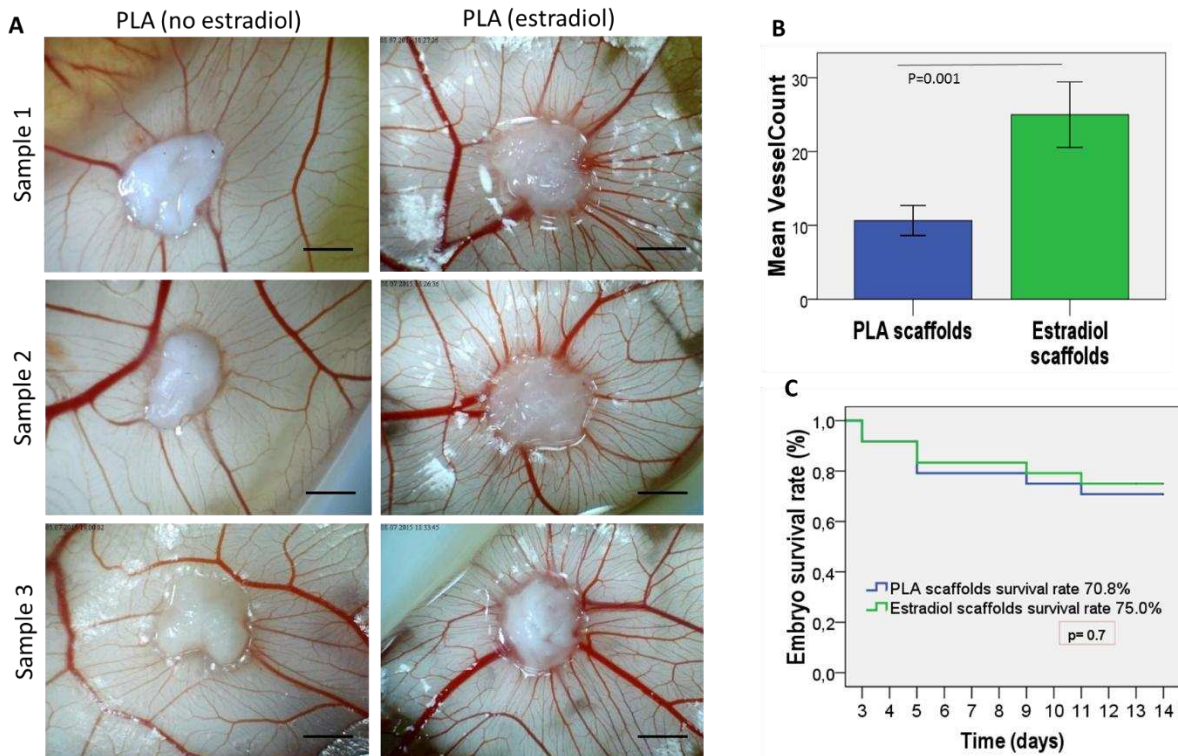 A
PLA (no estradiol)
PLA (estradiol)
Sample 1
Sample 2
Sample 3
B
Mean VesselCount
30
20
10
0
P=0.001
PLA scaffolds
Estradiol
scaffolds
C
Embryo survival rate (%)
1,0
0,8
0,6
0,4
0,2
0,0
PLA scaffolds survival rate 70.8%
Estradiol scaffolds survival rate 75.0%
p= 0.7
3 4 5 6 7 8 9 10 11 12 13 14
Time (days)